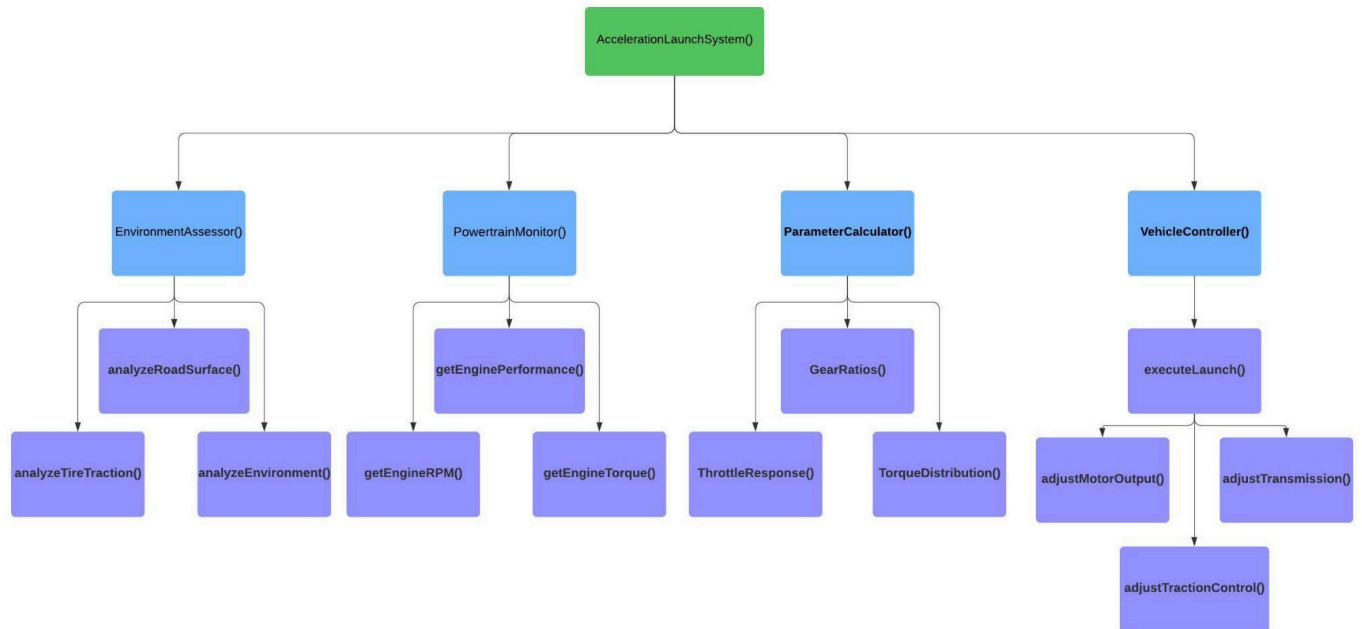 AccelerationLaunchSystem()
EnvironmentAssessor()
PowertrainMonitor()
ParameterCalculator()
VehicleController()
analyzeRoadSurface()
getEnginePerformance()
GearRatios()
executeLaunch()
analyzeTireTraction()
analyzeEnvironment()
getEngineRPM()
getEngineTorque()
ThrottleResponse()
TorqueDistribution()
adjustMotorOutput()
adjustTransmission()
adjustTractionControl()